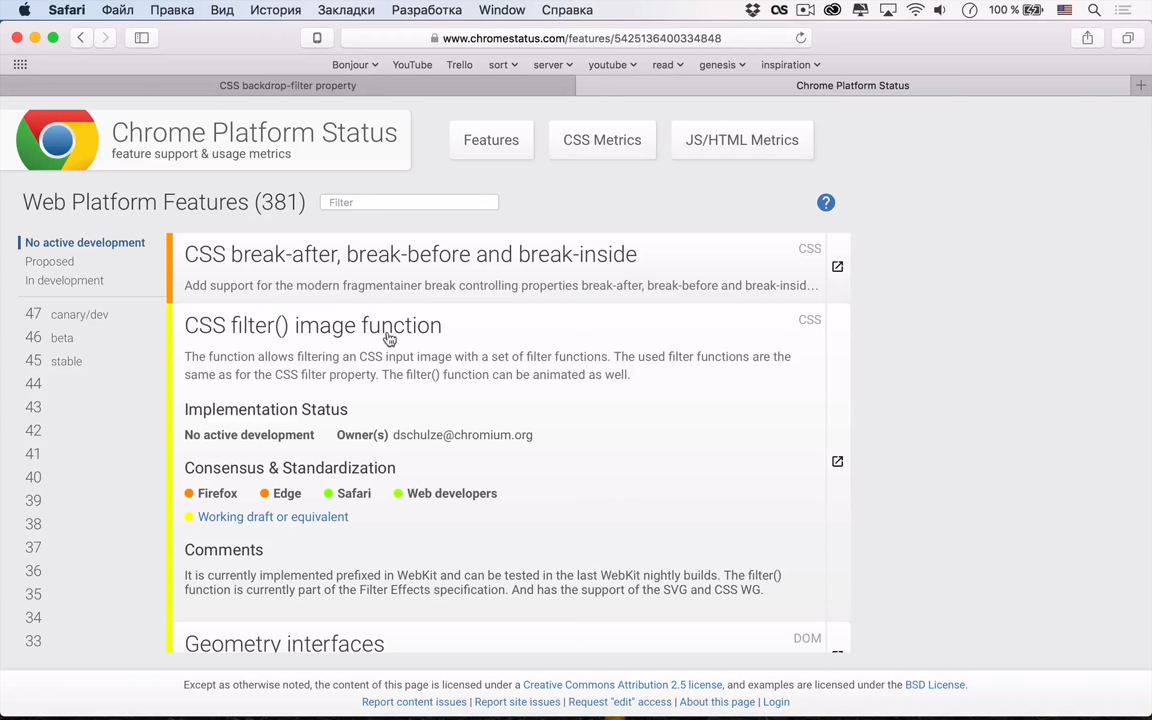 Safari Файл Правка Вид История Закладки Разработка Window Справка 100 %
www.chromestatus.com/features/5425136400334848
Bonjour YouTube Trello sort server youtube read genesis inspiration
CSS backdrop-filter property Chrome Platform Status
Chrome Platform Status
feature support & usage metrics
Features CSS Metrics JS/HTML Metrics
Web Platform Features (381) Filter ?
No active development
Proposed
In development
47 canary/dev
46 beta
45 stable
44
43
42
41
40
39
38
37
36
35
34
33
CSS break-after, break-before and break-inside CSS
Add support for the modern fragmentainer break controlling properties break-after, break-before and break-insid...
CSS filter() image function CSS
The function allows filtering an CSS input image with a set of filter functions. The used filter functions are the
same as for the CSS filter property. The filter() function can be animated as well.
Implementation Status
No active development Owner(s) dschulze@chromium.org
Consensus & Standardization
Firefox Edge Safari Web developers
Working draft or equivalent
Comments
It is currently implemented prefixed in WebKit and can be tested in the last WebKit nightly builds. The filter()
function is currently part of the Filter Effects specification. And has the support of the SVG and CSS WG.
Geometry interfaces DOM
Except as otherwise noted, the content of this page is licensed under a Creative Commons Attribution 2.5 license, and examples are licensed under the BSD License.
Report content issues | Report site issues | Request "edit" access | About this page | Login